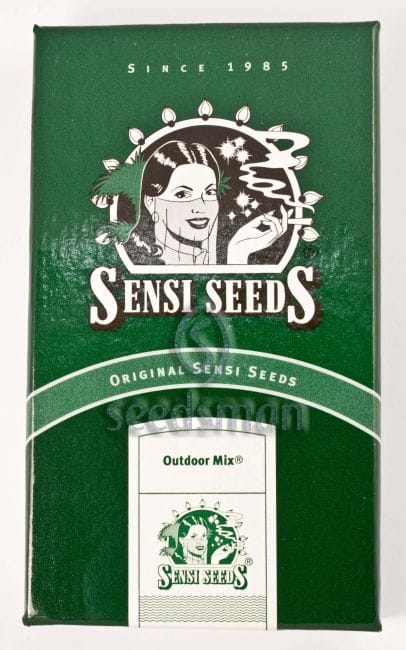 SINCE 1985
SENSI SEEDS®
ORIGINAL SENSI SEEDS
seedsman
Outdoor Mix®
SENSI SEEDS®